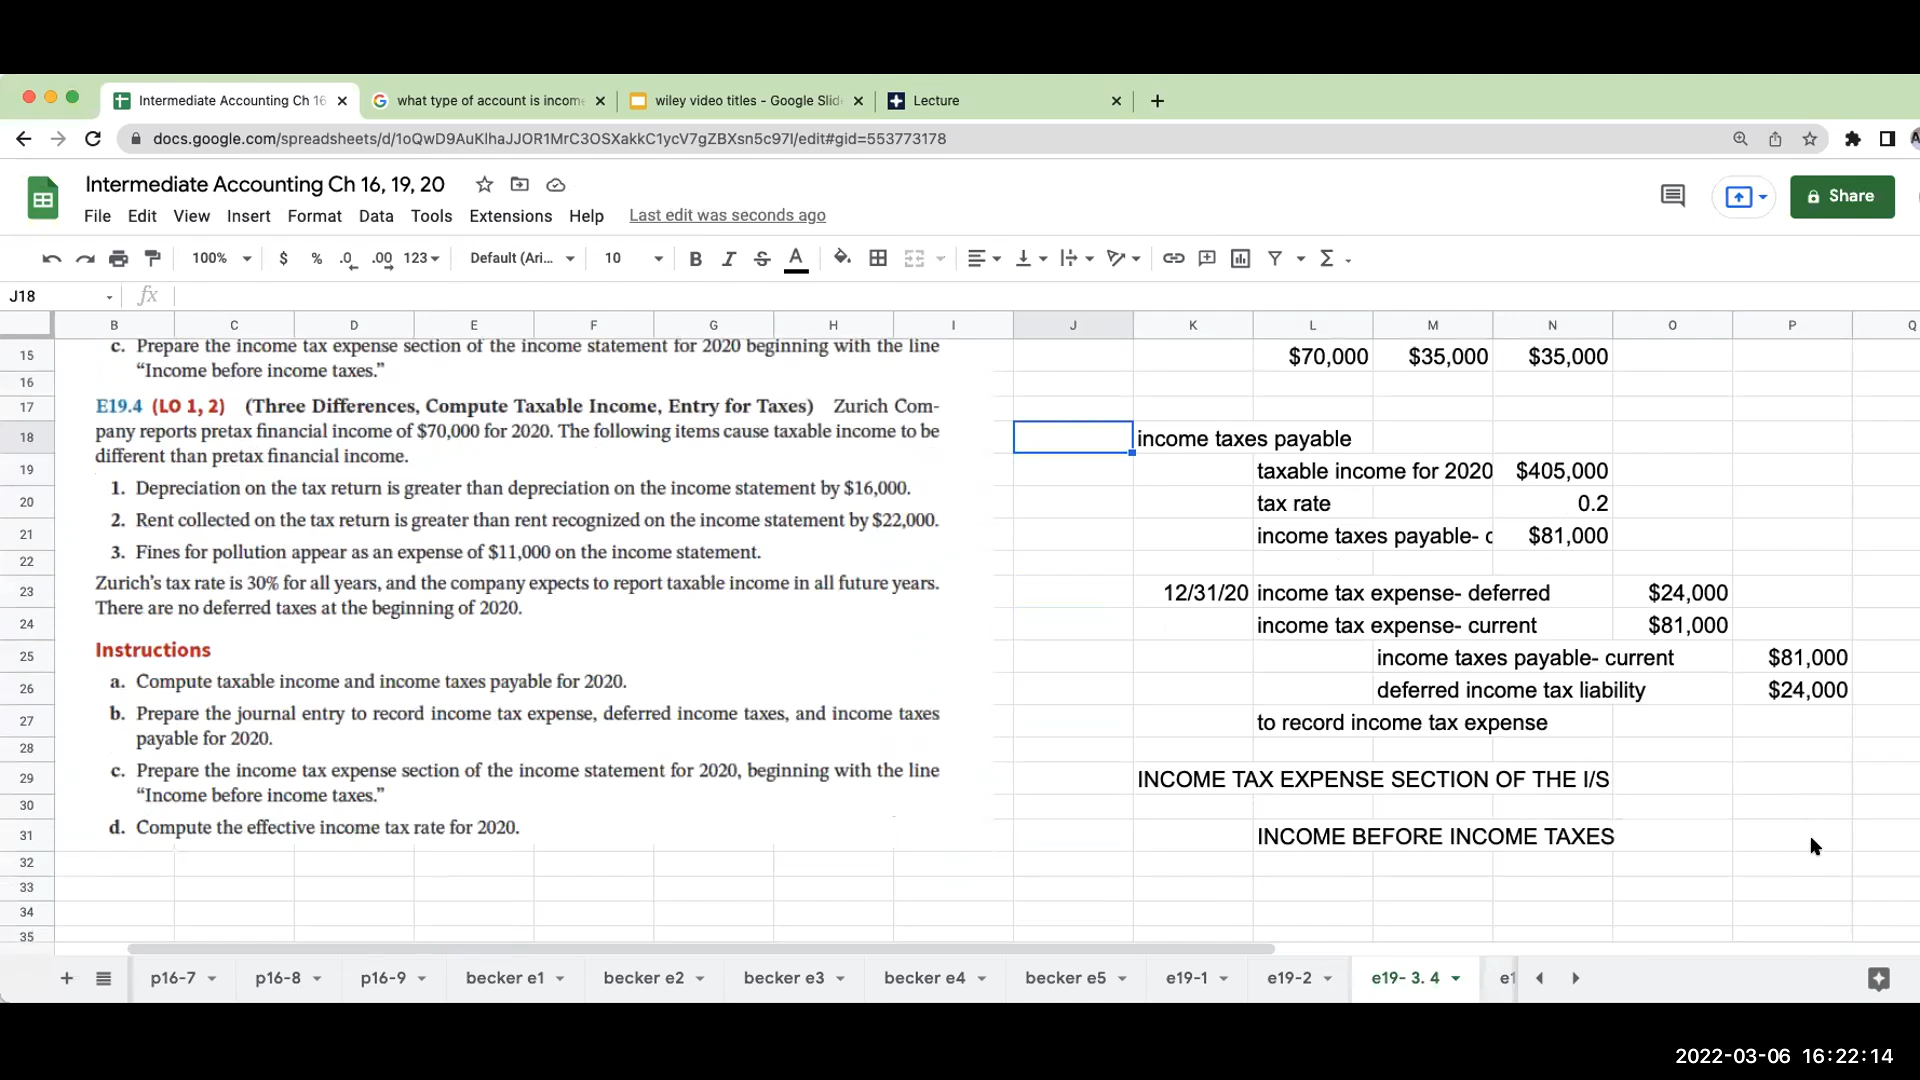 Intermediate Accounting Ch 16
what type of account is incom
wiley video titles - Google Slid
Lecture
docs.google.com/spreadsheets/d/1oQwD9AuKlhaJJOR1MrC3OSXakkC1ycV7gZBXsn5c97I/edit#gid=553773178
Intermediate Accounting Ch 16, 19, 20
File Edit View Insert Format Data Tools Extensions Help Last edit was seconds ago
Share
100% $ % .0 .00 123 Default (Ari... 10 B I S A
J18 fx
B C D E F G H I J K L M N O P Q
15 c. Prepare the income tax expense section of the income statement for 2020 beginning with the line
“Income before income taxes.”
$70,000 $35,000 $35,000
16
17 E19.4 (LO 1, 2) (Three Differences, Compute Taxable Income, Entry for Taxes) Zurich Com-
18 pany reports pretax financial income of $70,000 for 2020. The following items cause taxable income to be
different than pretax financial income.
income taxes payable
19 1. Depreciation on the tax return is greater than depreciation on the income statement by $16,000.
taxable income for 2020 $405,000
20 2. Rent collected on the tax return is greater than rent recognized on the income statement by $22,000.
tax rate 0.2
21 3. Fines for pollution appear as an expense of $11,000 on the income statement.
income taxes payable- c $81,000
22
23 Zurich’s tax rate is 30% for all years, and the company expects to report taxable income in all future years.
There are no deferred taxes at the beginning of 2020.
12/31/20 income tax expense- deferred $24,000
24 income tax expense- current $81,000
25 Instructions
income taxes payable- current $81,000
26 a. Compute taxable income and income taxes payable for 2020.
deferred income tax liability $24,000
27 b. Prepare the journal entry to record income tax expense, deferred income taxes, and income taxes
payable for 2020.
to record income tax expense
28
29 c. Prepare the income tax expense section of the income statement for 2020, beginning with the line
“Income before income taxes.”
INCOME TAX EXPENSE SECTION OF THE I/S
30
31 d. Compute the effective income tax rate for 2020.
INCOME BEFORE INCOME TAXES
32
33
34
35
p16-7 p16-8 p16-9 becker e1 becker e2 becker e3 becker e4 becker e5 e19-1 e19-2 e19- 3. 4 e1
2022-03-06 16:22:14